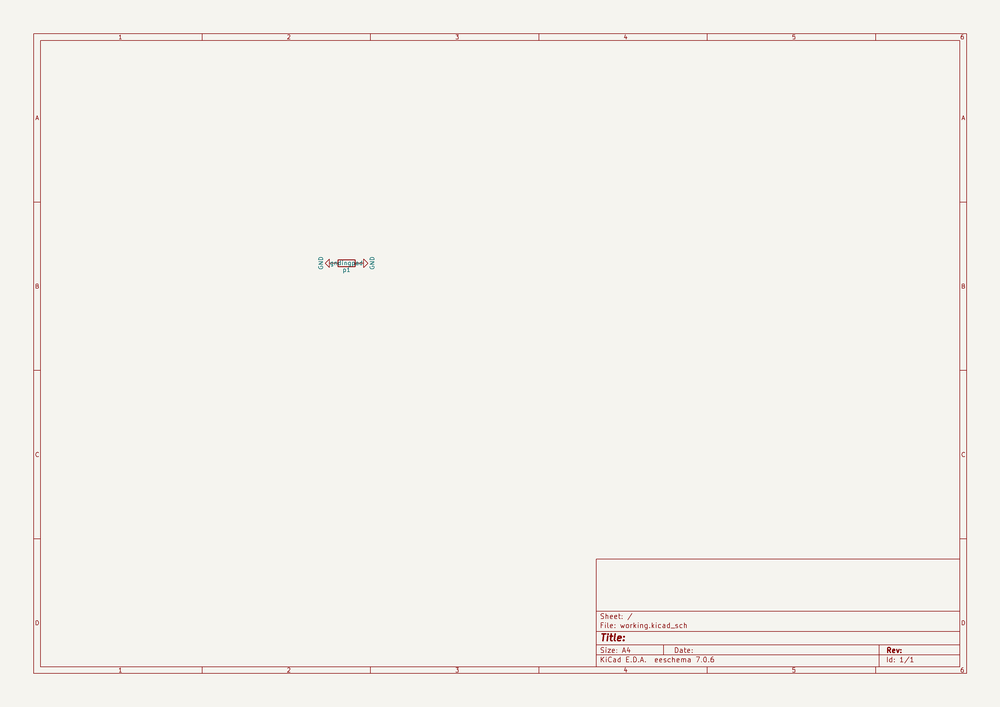 1 2 3 4 5 6
A A
GND gndingpad GND
p1
B B
C C
Sheet: /
File: working.kicad_sch
D D
Title:
Size: A4 Date: Rev:
KiCad E.D.A. eeschema 7.0.6 Id: 1/1
1 2 3 4 5 6